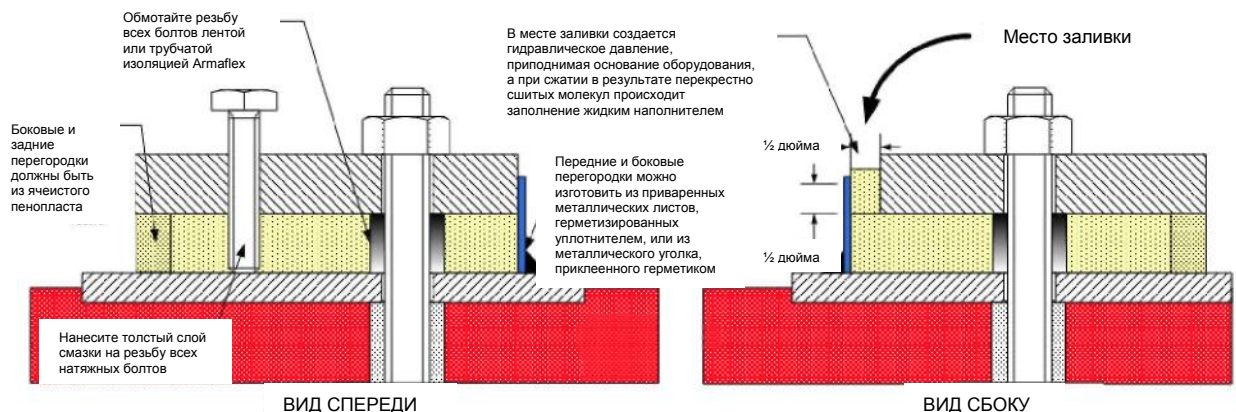 Обмотайте резьбу
всех болтов лентой
или трубчатой
изоляцией Armaflex
В месте заливки создается
гидравлическое давление,
приподнимая основание оборудования,
а при сжатии в результате перекрестно
сшитых молекул происходит
заполнение жидким наполнителем
Место заливки
Боковые и
задние
перегородки
должны быть
из ячеистого
пенопласта
Передние и боковые
перегородки можно
изготовить из приваренных
металлических листов,
герметизированных
уплотнителем, или из
металлического уголка,
приклеенного герметиком
½ дюйма
½ дюйма
Нанесите толстый слой
смазки на резьбу всех
натяжных болтов
ВИД СПЕРЕДИ
ВИД СБОКУ